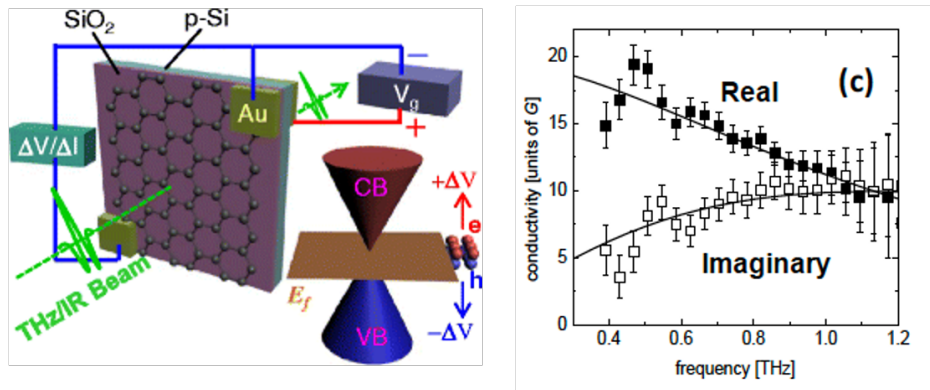 SiO2
p-Si
Au
Vg
−
+
ΔV/ΔI
THz/IR Beam
CB
+ΔV
e
h
Ef
VB
−ΔV
(c)
Real
Imaginary
conductivity [units of G]
20
15
10
5
0
0.4 0.6 0.8 1.0 1.2
frequency [THz]